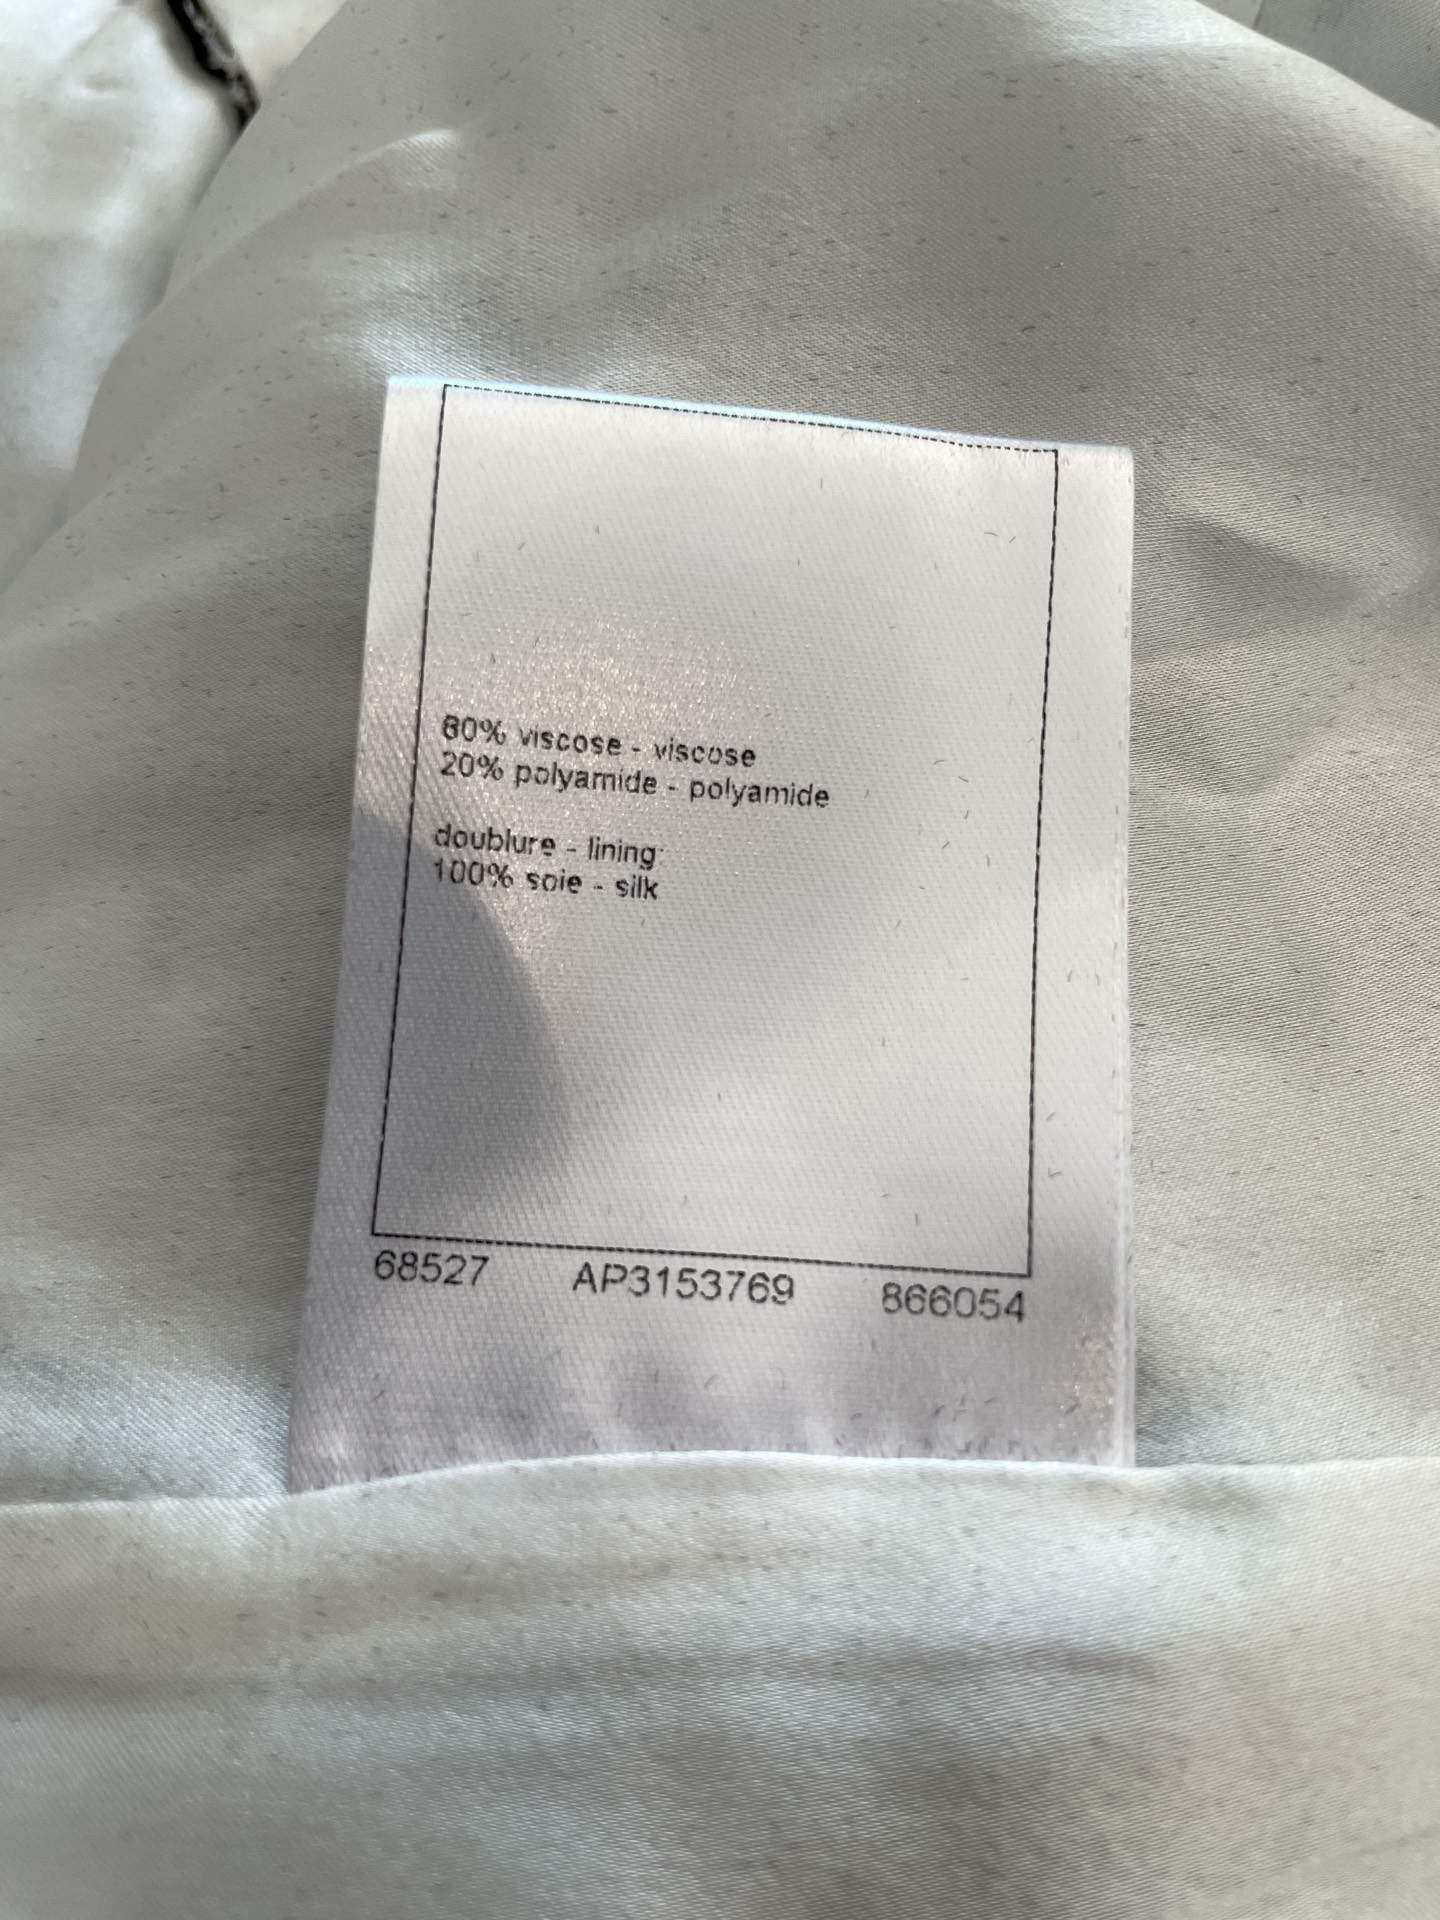 80% viscose - viscose
20% polyamide - polyamide
doublure - lining
100% soie - silk
68527 AP3153769 866054